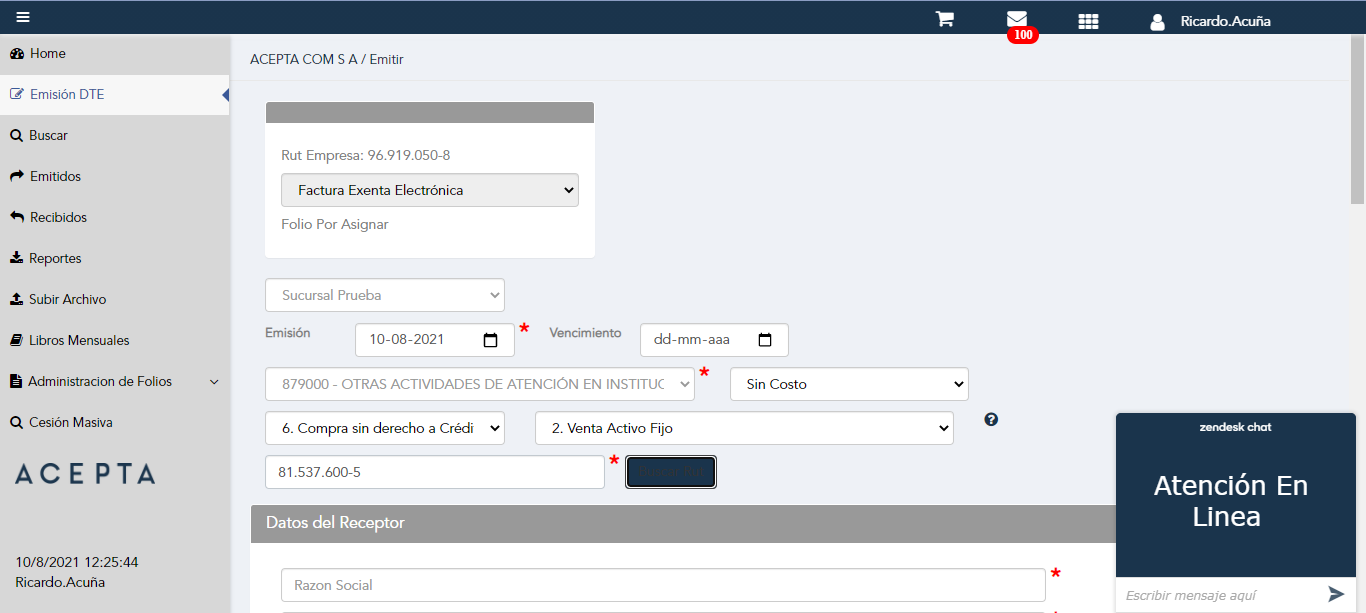 100
Ricardo.Acuña
Home
Emisión DTE
Buscar
Emitidos
Recibidos
Reportes
Subir Archivo
Libros Mensuales
Administracion de Folios
Cesión Masiva
ACEPTA
10/8/2021 12:25:44
Ricardo.Acuña
ACEPTA COM S A / Emitir
Rut Empresa: 96.919.050-8
Factura Exenta Electrónica
Folio Por Asignar
Sucursal Prueba
Emisión 10-08-2021 * Vencimiento dd-mm-aaa
879000 - OTRAS ACTIVIDADES DE ATENCIÓN EN INSTITUC * Sin Costo
6. Compra sin derecho a Crédi 2. Venta Activo Fijo ?
81.537.600-5 *
Datos del Receptor
Razon Social *
zendesk chat
Atención En
Linea
Escribir mensaje aquí